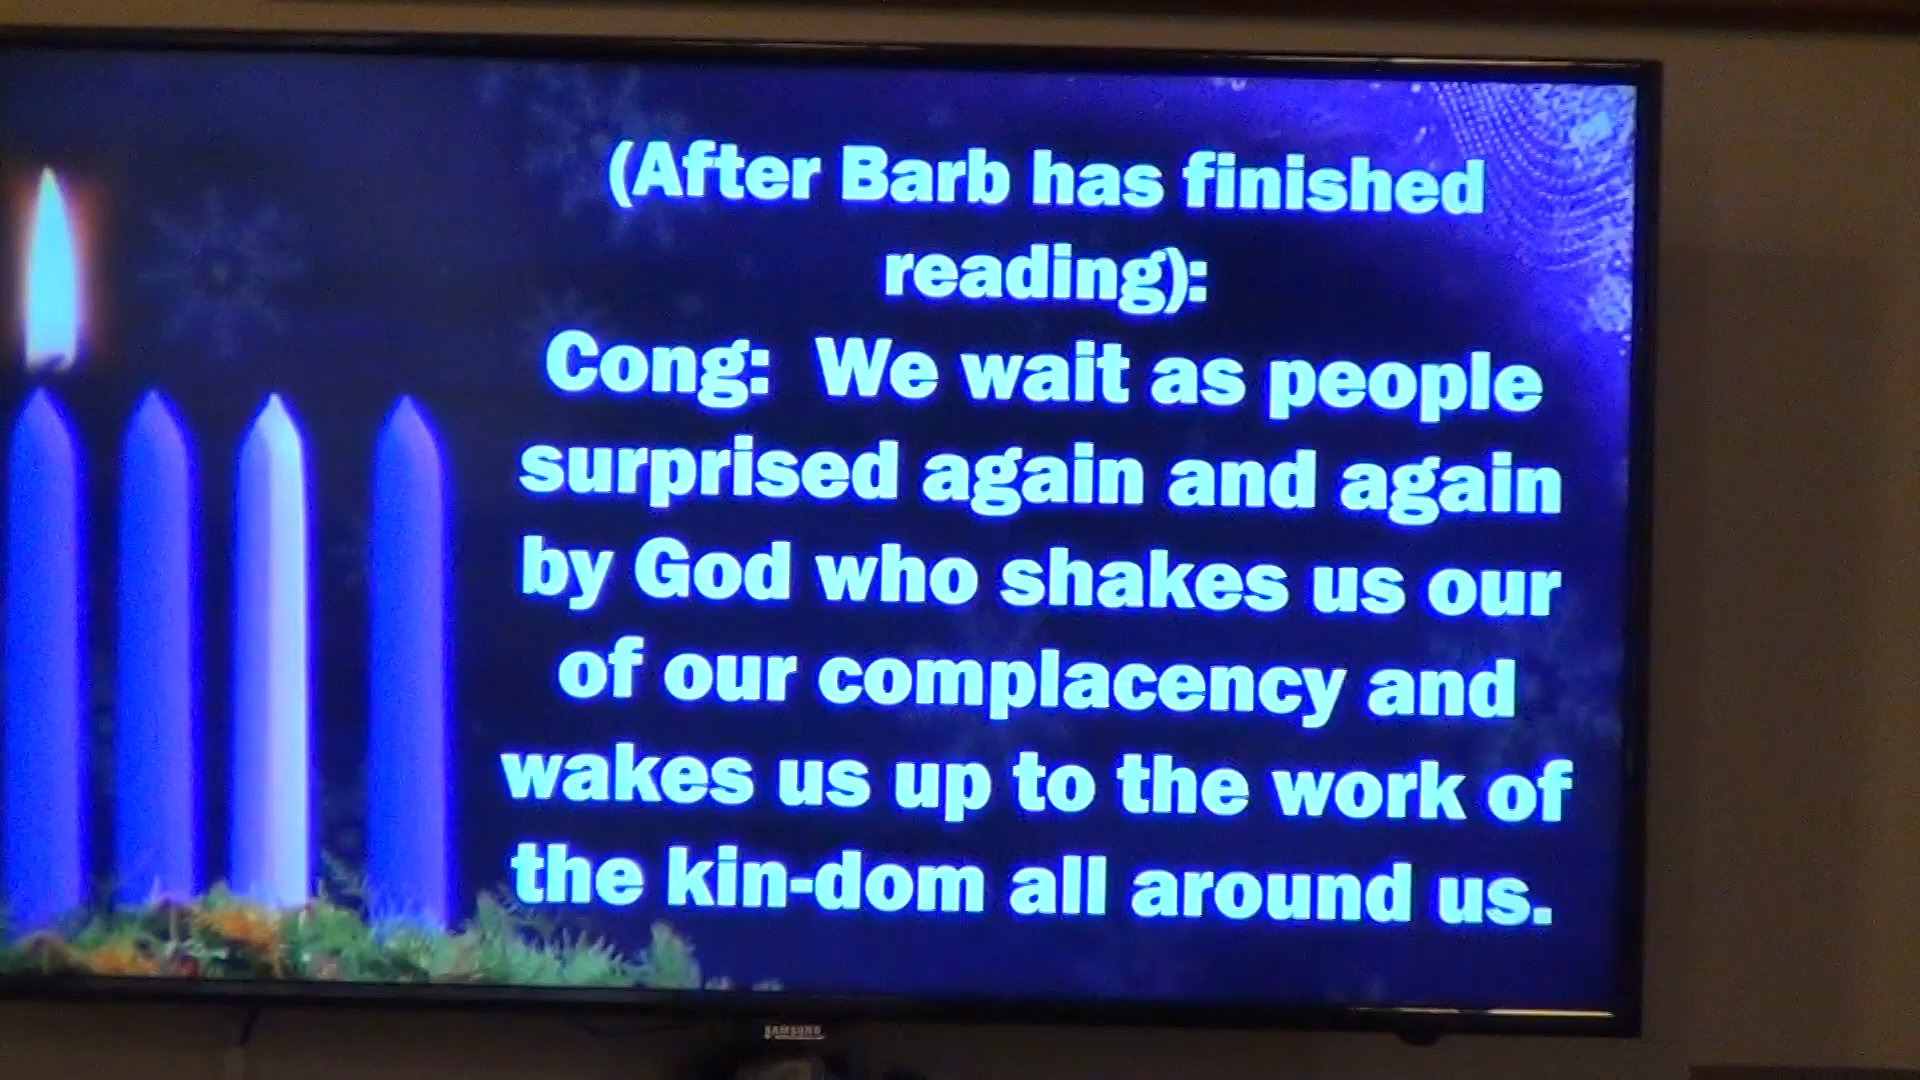 (After Barb has finished
reading):
Cong: We wait as people
surprised again and again
by God who shakes us our
of our complacency and
wakes us up to the work of
the kin-dom all around us.
SAMSUNG